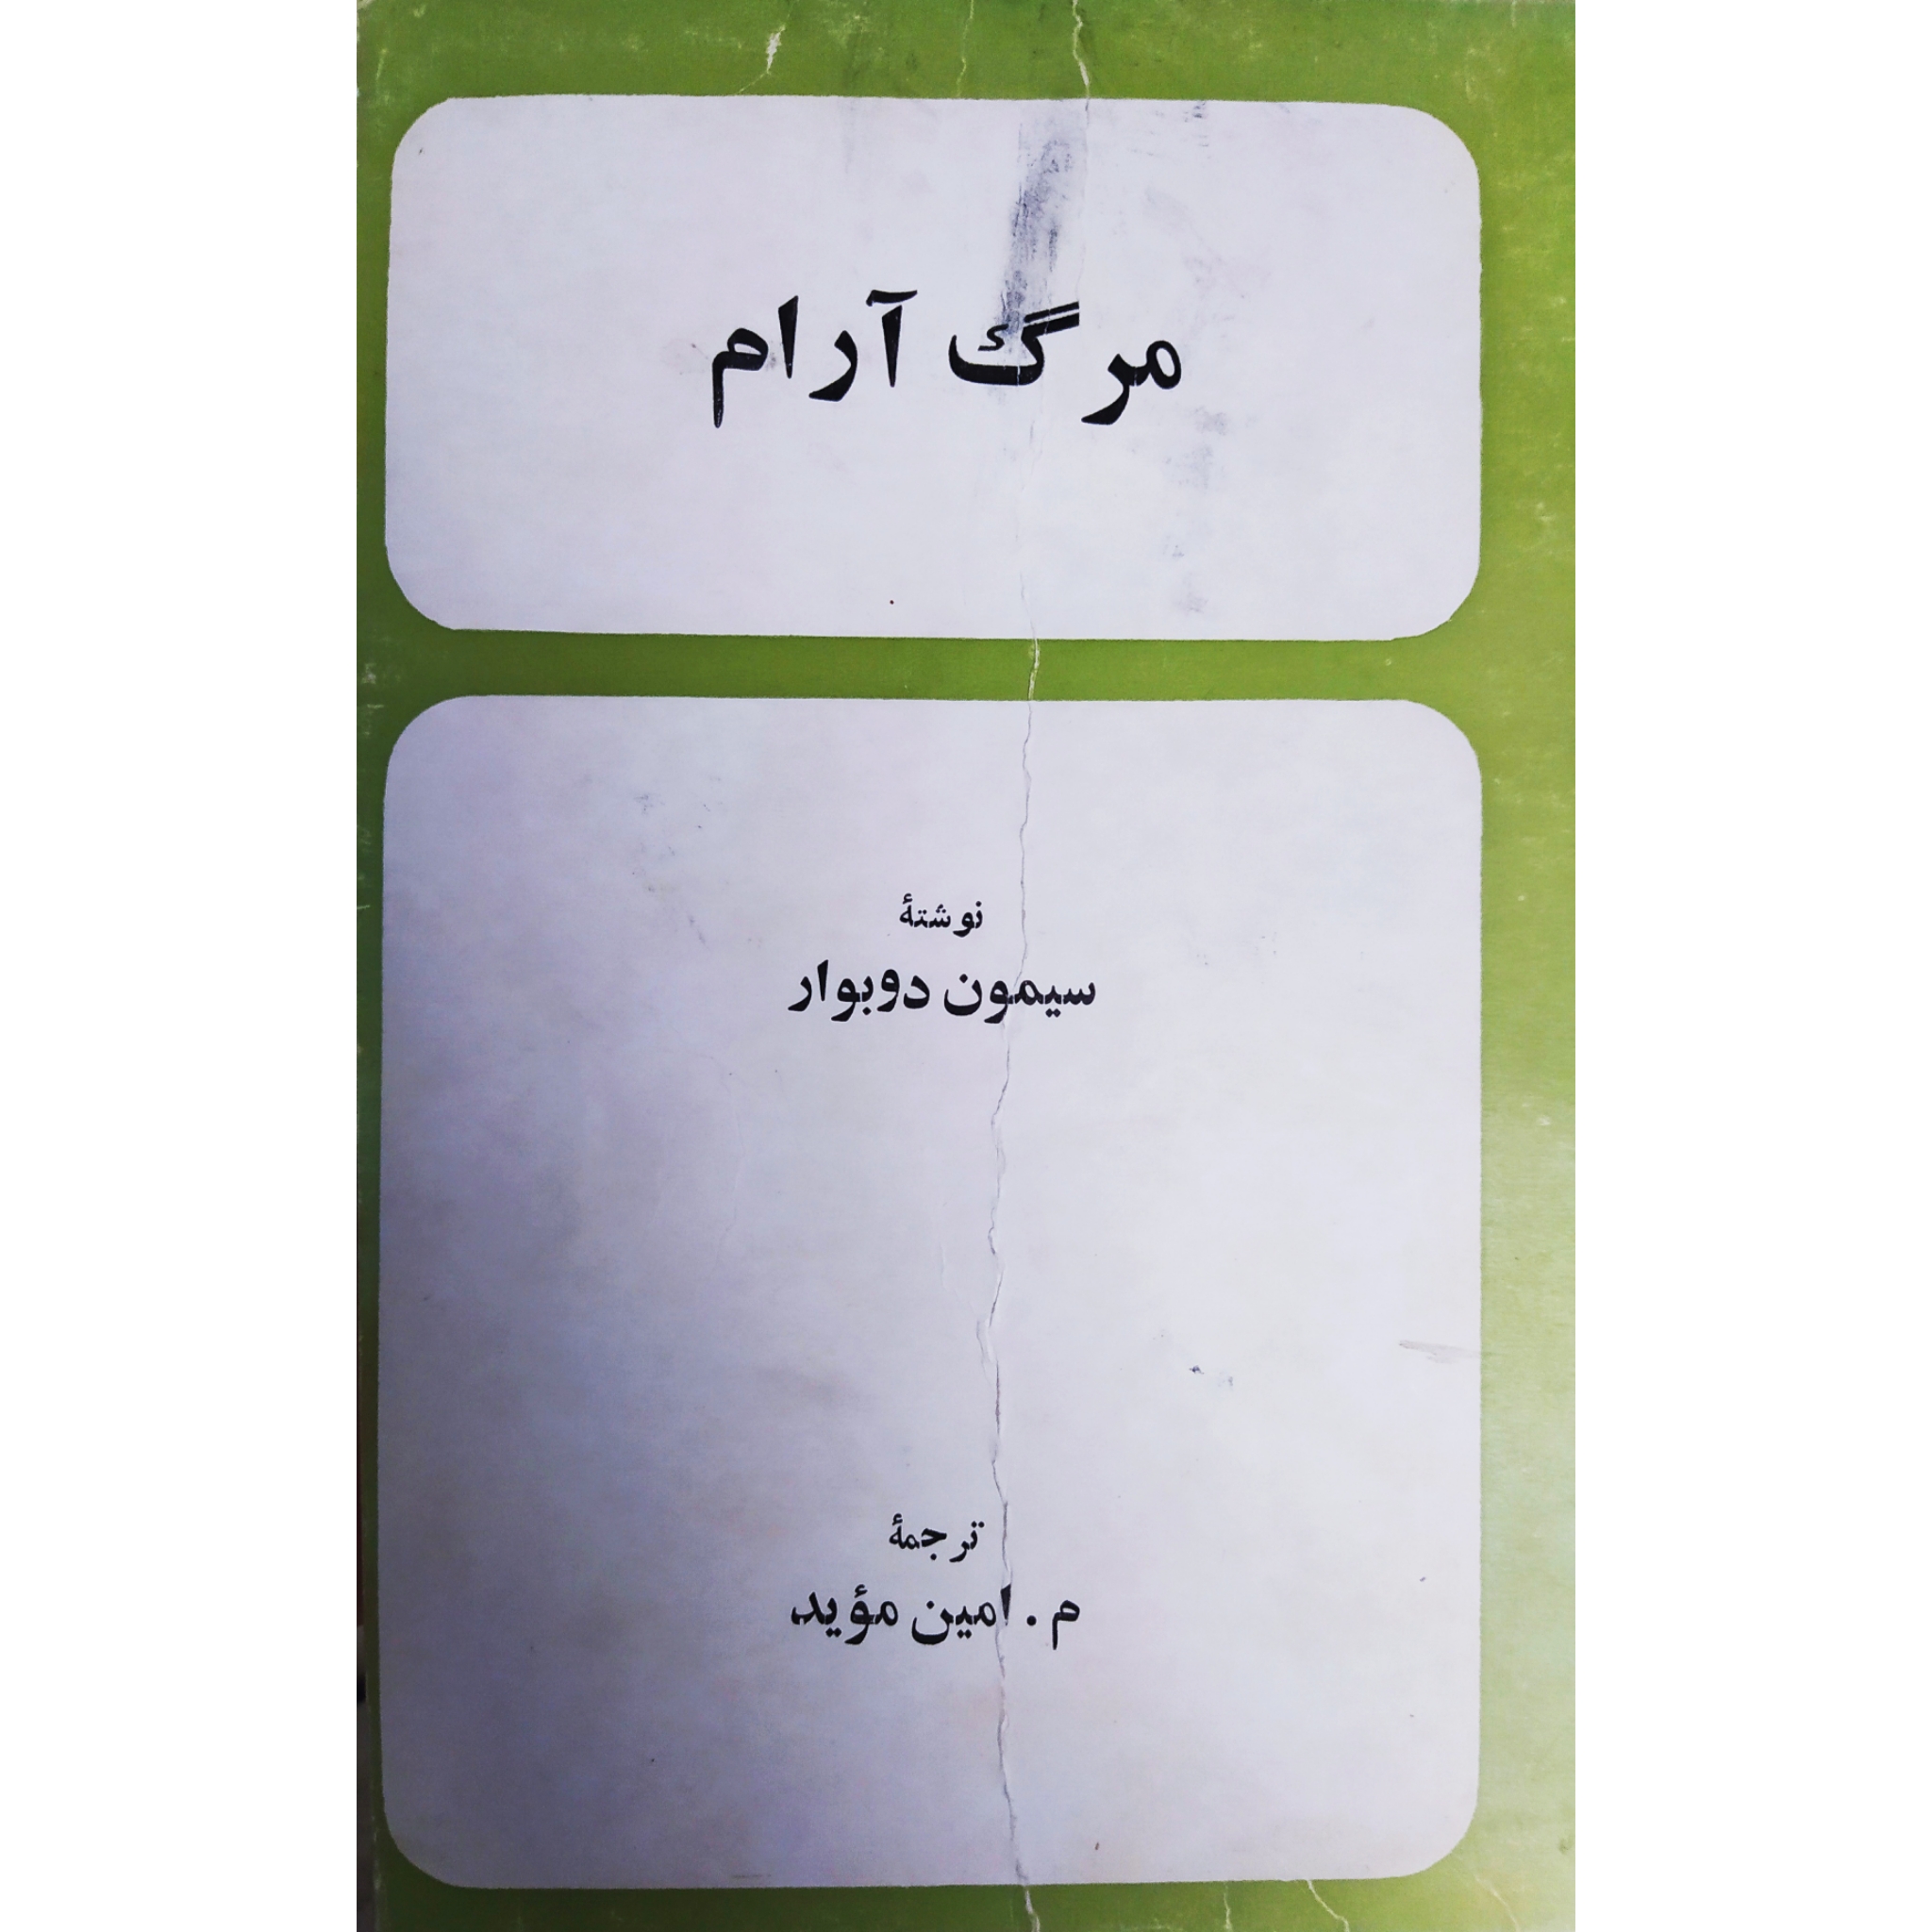 مرگ آرام
نوشتهٔ
سیمون دوبوار
ترجمهٔ
م. امین مؤید